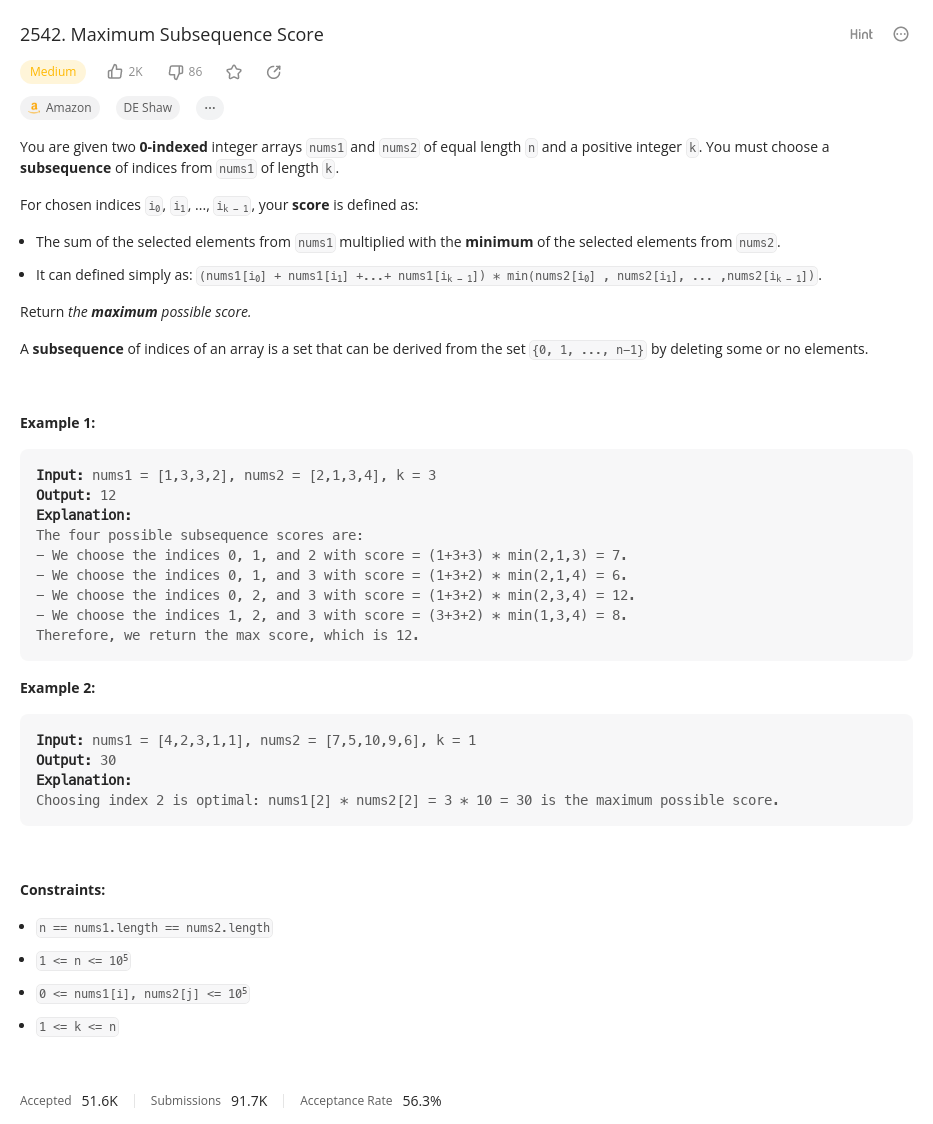 2542. Maximum Subsequence Score
Hint
Medium 2K 86
Amazon DE Shaw ...
You are given two 0-indexed integer arrays nums1 and nums2 of equal length n and a positive integer k. You must choose a
subsequence of indices from nums1 of length k.
For chosen indices i0, i1, ..., ik - 1, your score is defined as:
• The sum of the selected elements from nums1 multiplied with the minimum of the selected elements from nums2.
• It can defined simply as: (nums1[i0] + nums1[i1] +...+ nums1[ik - 1]) * min(nums2[i0] , nums2[i1], ... ,nums2[ik - 1]).
Return the maximum possible score.
A subsequence of indices of an array is a set that can be derived from the set {0, 1, ..., n-1} by deleting some or no elements.
Example 1:
Input: nums1 = [1,3,3,2], nums2 = [2,1,3,4], k = 3
Output: 12
Explanation:
The four possible subsequence scores are:
- We choose the indices 0, 1, and 2 with score = (1+3+3) * min(2,1,3) = 7.
- We choose the indices 0, 1, and 3 with score = (1+3+2) * min(2,1,4) = 6.
- We choose the indices 0, 2, and 3 with score = (1+3+2) * min(2,3,4) = 12.
- We choose the indices 1, 2, and 3 with score = (3+3+2) * min(1,3,4) = 8.
Therefore, we return the max score, which is 12.
Example 2:
Input: nums1 = [4,2,3,1,1], nums2 = [7,5,10,9,6], k = 1
Output: 30
Explanation:
Choosing index 2 is optimal: nums1[2] * nums2[2] = 3 * 10 = 30 is the maximum possible score.
Constraints:
• n == nums1.length == nums2.length
• 1 <= n <= 10⁵
• 0 <= nums1[i], nums2[j] <= 10⁵
• 1 <= k <= n
Accepted 51.6K Submissions 91.7K Acceptance Rate 56.3%